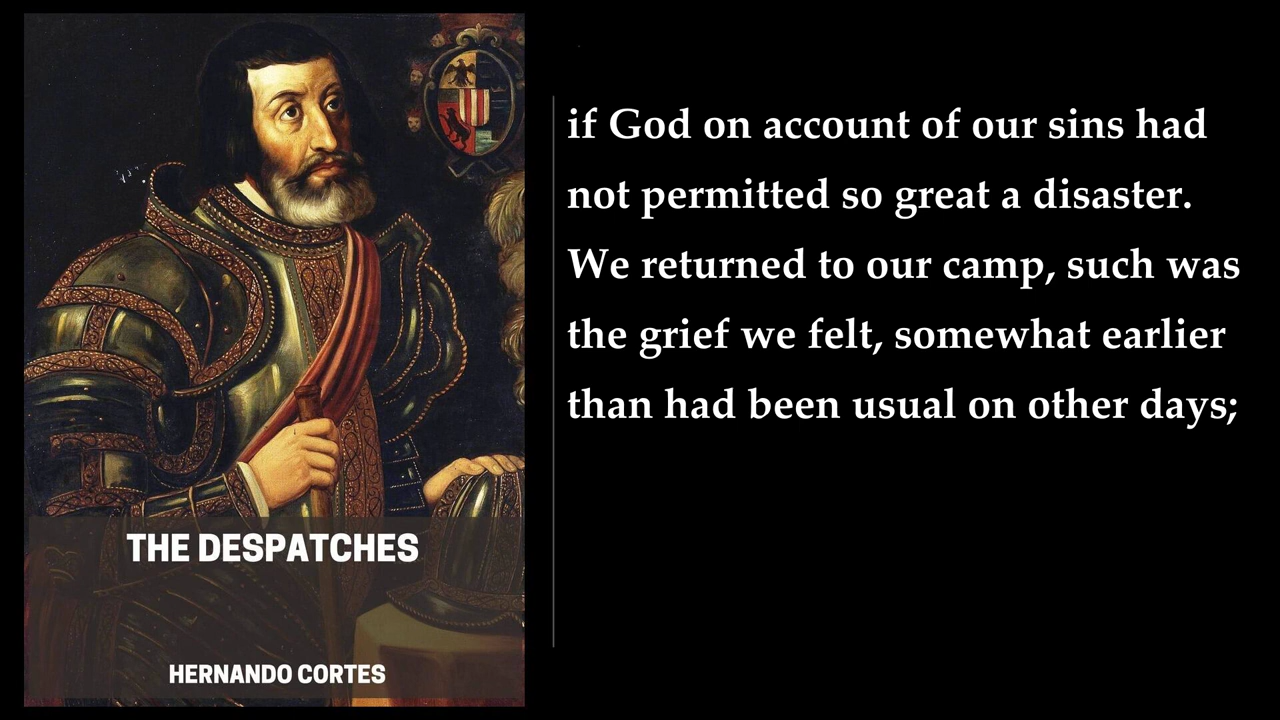 if God on account of our sins had
not permitted so great a disaster.
We returned to our camp, such was
the grief we felt, somewhat earlier
than had been usual on other days;
THE DESPATCHES
HERNANDO CORTES